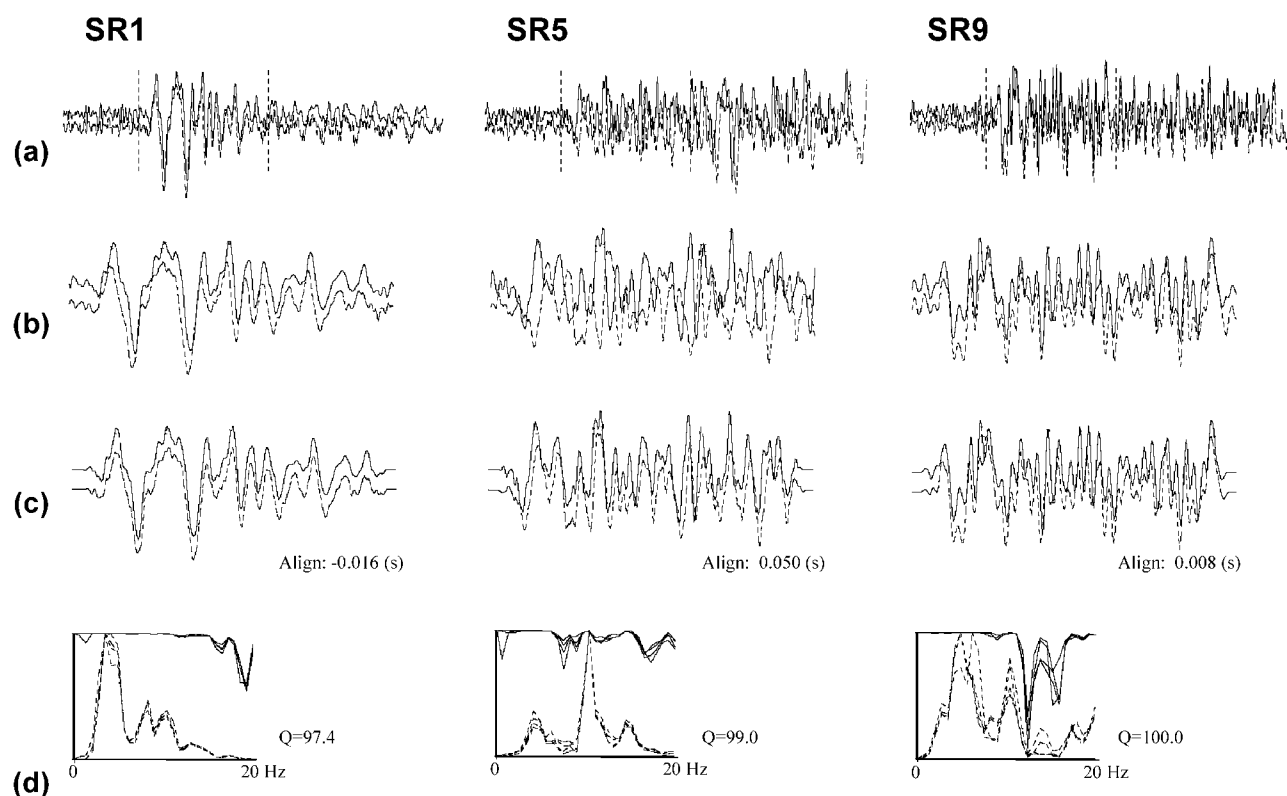 SR1 SR5 SR9
(a)
(b)
(c)
Align: -0.016 (s) Align: 0.050 (s) Align: 0.008 (s)
Q=97.4 Q=99.0 Q=100.0
(d)
0 20 Hz 0 20 Hz 0 20 Hz